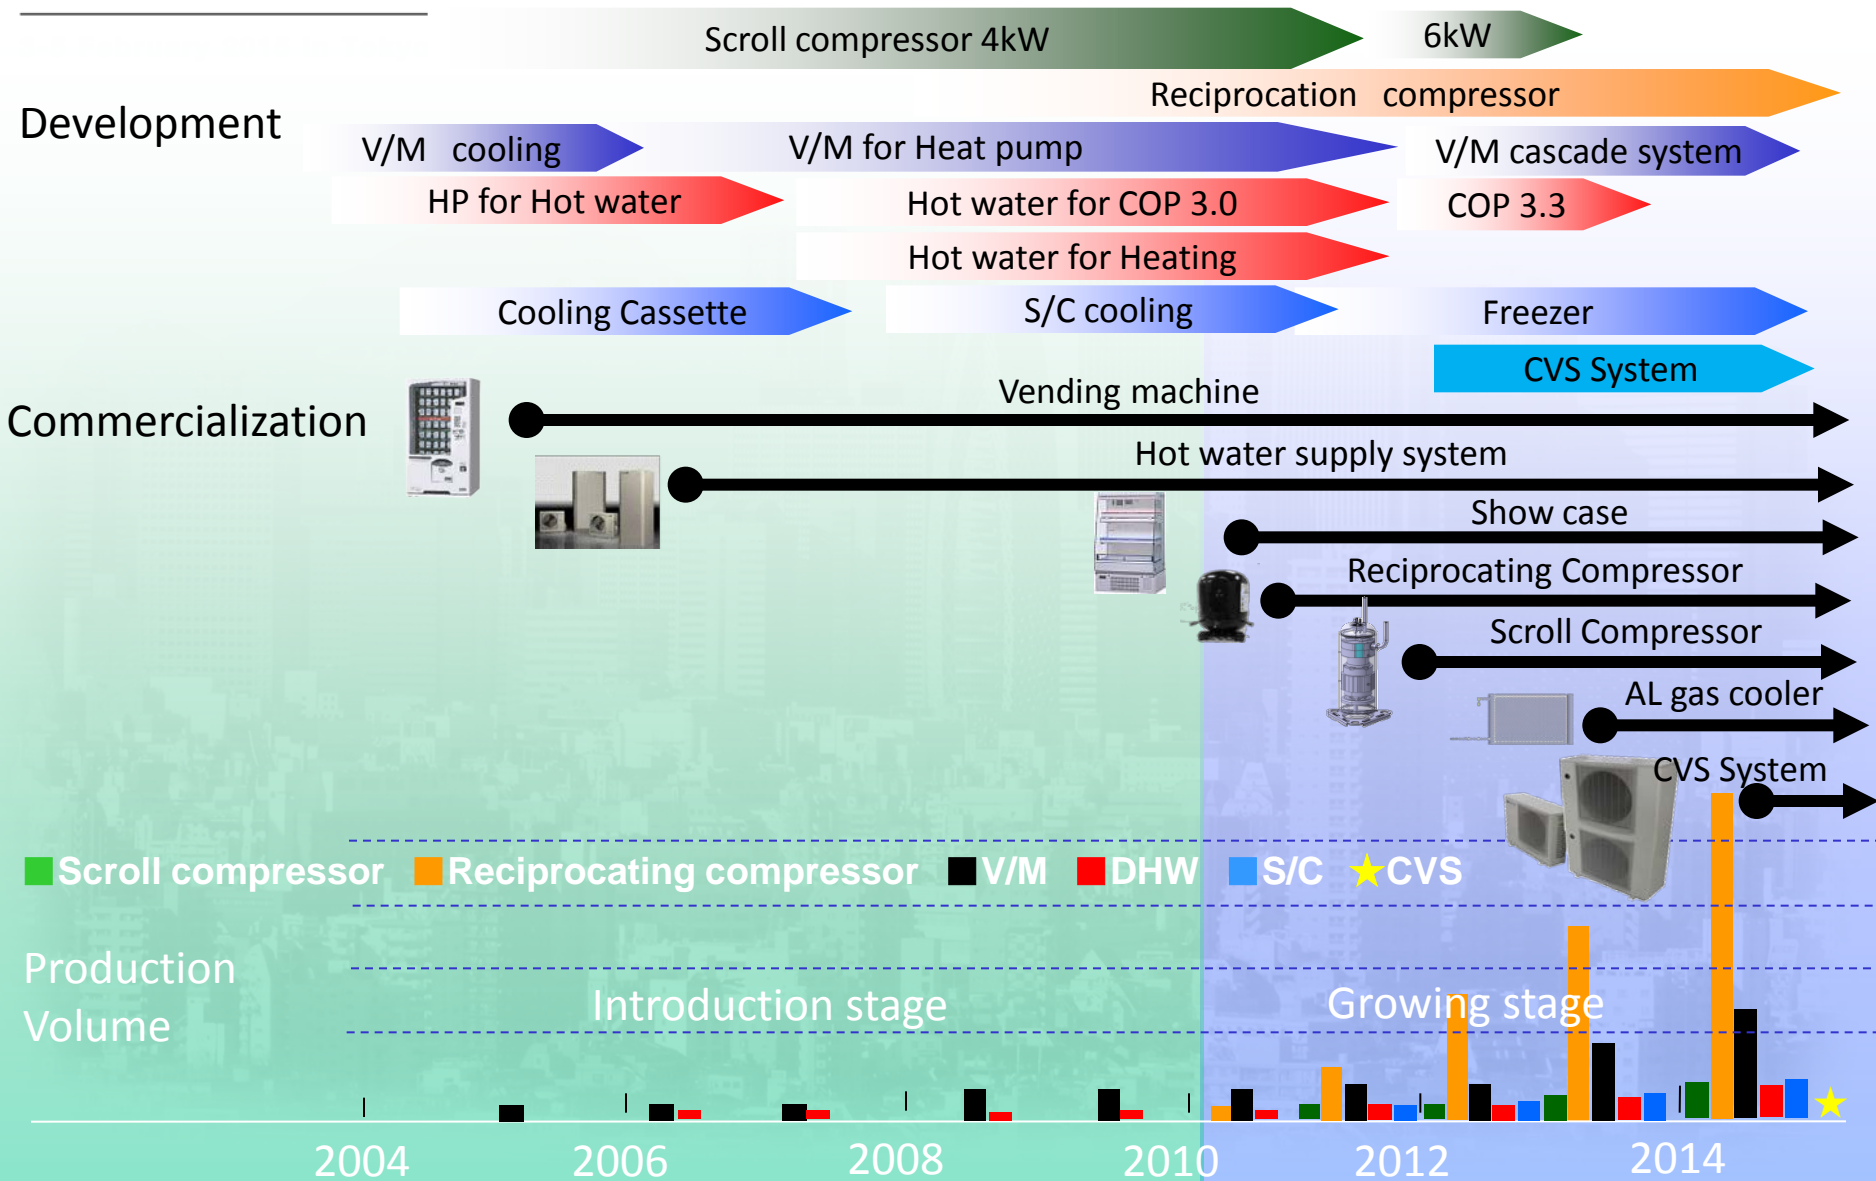 Scroll compressor 4kW
6kW
Reciprocation compressor
Development
V/M cooling
V/M for Heat pump
V/M cascade system
HP for Hot water
Hot water for COP 3.0
COP 3.3
Hot water for Heating
Cooling Cassette
S/C cooling
Freezer
CVS System
Commercialization
Vending machine
Hot water supply system
Show case
Reciprocating Compressor
Scroll Compressor
AL gas cooler
CVS System
Scroll compressor
Reciprocating compressor
V/M
DHW
S/C
CVS
Production
Volume
Introduction stage
Growing stage
2004
2006
2008
2010
2012
2014